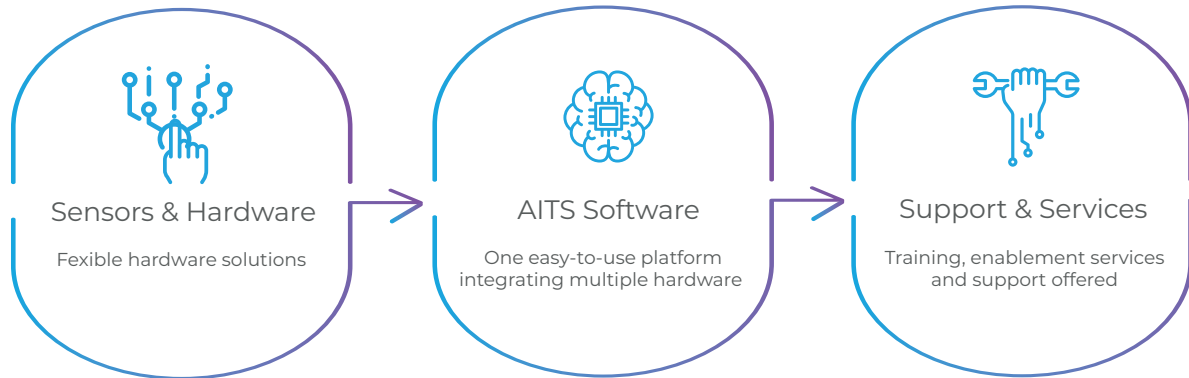 Sensors & Hardware
Fexible hardware solutions
AITS Software
One easy-to-use platform
integrating multiple hardware
Support & Services
Training, enablement services
and support offered